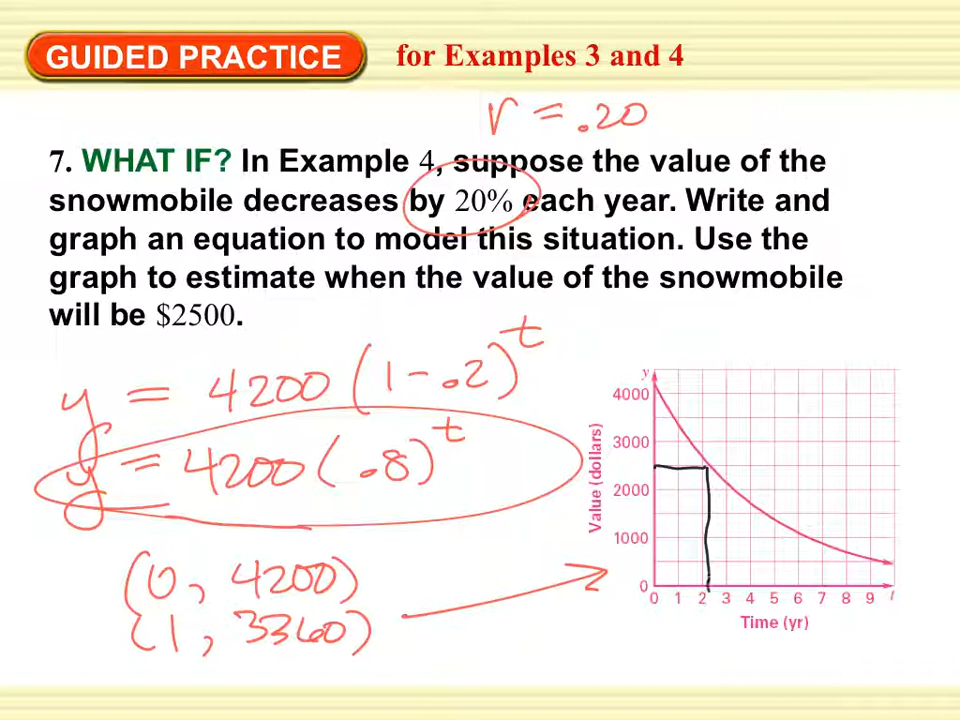 GUIDED PRACTICE for Examples 3 and 4
r = .20
7. WHAT IF? In Example 4, suppose the value of the
snowmobile decreases by 20% each year. Write and
graph an equation to model this situation. Use the
graph to estimate when the value of the snowmobile
will be $2500.
y = 4200 (1 - .2)^t
y = 4200 (.8)^t
(0, 4200)
(1, 3360)
y
4000
3000
2000
1000
0
Value (dollars)
0 1 2 3 4 5 6 7 8 9 t
Time (yr)